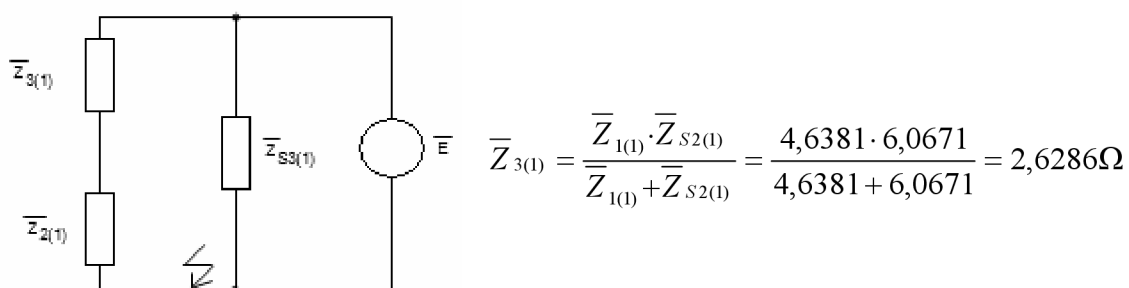 Z̅3(1)
Z̅2(1)
Z̅S3(1)
E̅
Z̅3(1) = Z̅1(1)·Z̅S2(1) / Z̅1(1)+Z̅S2(1) = 4,6381·6,0671 / 4,6381+6,0671 = 2,6286Ω